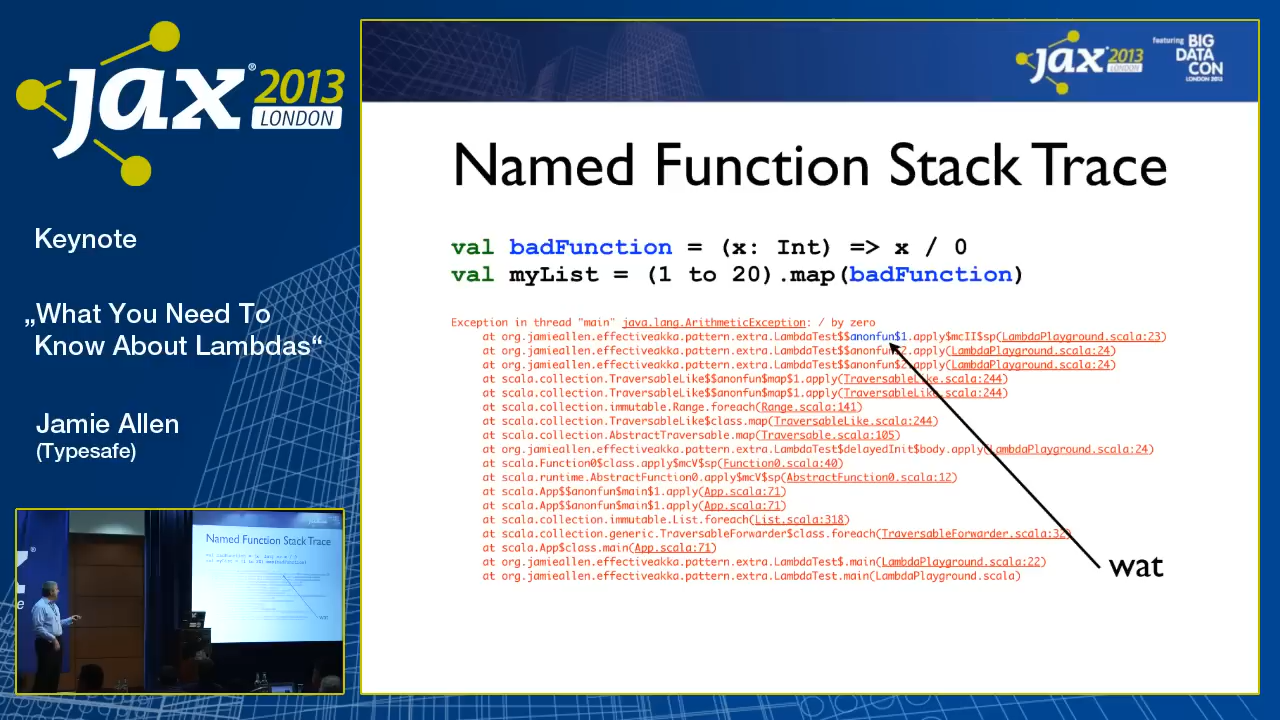 jax® 2013
LONDON
Keynote
„What You Need To
Know About Lambdas“
Jamie Allen
(Typesafe)
jax 2013
LONDON
featuring
BIG
DATA
CON
LONDON 2013
Named Function Stack Trace
val badFunction = (x: Int) => x / 0
val myList = (1 to 20).map(badFunction)
Exception in thread "main" java.lang.ArithmeticException: / by zero
at org.jamieallen.effectiveakka.pattern.extra.LambdaTest$$anonfun$1.apply$mcII$sp(LambdaPlayground.scala:23)
at org.jamieallen.effectiveakka.pattern.extra.LambdaTest$$anonfun$2.apply(LambdaPlayground.scala:24)
at org.jamieallen.effectiveakka.pattern.extra.LambdaTest$$anonfun$2.apply(LambdaPlayground.scala:24)
at scala.collection.TraversableLike$$anonfun$map$1.apply(TraversableLike.scala:244)
at scala.collection.TraversableLike$$anonfun$map$1.apply(TraversableLike.scala:244)
at scala.collection.immutable.Range.foreach(Range.scala:141)
at scala.collection.TraversableLike$class.map(TraversableLike.scala:244)
at scala.collection.AbstractTraversable.map(Traversable.scala:105)
at org.jamieallen.effectiveakka.pattern.extra.LambdaTest$delayedInit$body.apply(LambdaPlayground.scala:24)
at scala.Function0$class.apply$mcV$sp(Function0.scala:40)
at scala.runtime.AbstractFunction0.apply$mcV$sp(AbstractFunction0.scala:12)
at scala.App$$anonfun$main$1.apply(App.scala:71)
at scala.App$$anonfun$main$1.apply(App.scala:71)
at scala.collection.immutable.List.foreach(List.scala:318)
at scala.collection.generic.TraversableForwarder$class.foreach(TraversableForwarder.scala:32)
at scala.App$class.main(App.scala:71)
at org.jamieallen.effectiveakka.pattern.extra.LambdaTest$.main(LambdaPlayground.scala:22)
at org.jamieallen.effectiveakka.pattern.extra.LambdaTest.main(LambdaPlayground.scala)
wat
Named Function Stack Trace